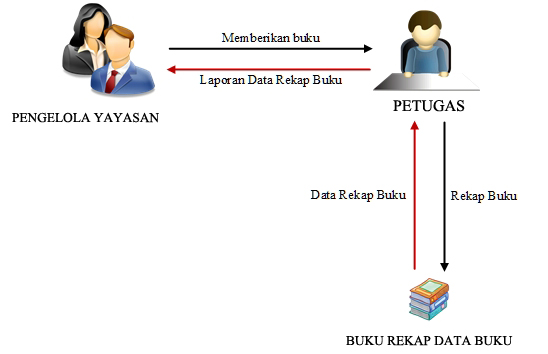 Memberikan buku
Laporan Data Rekap Buku
PENGELOLA YAYASAN
PETUGAS
Data Rekap Buku
Rekap Buku
BUKU REKAP DATA BUKU